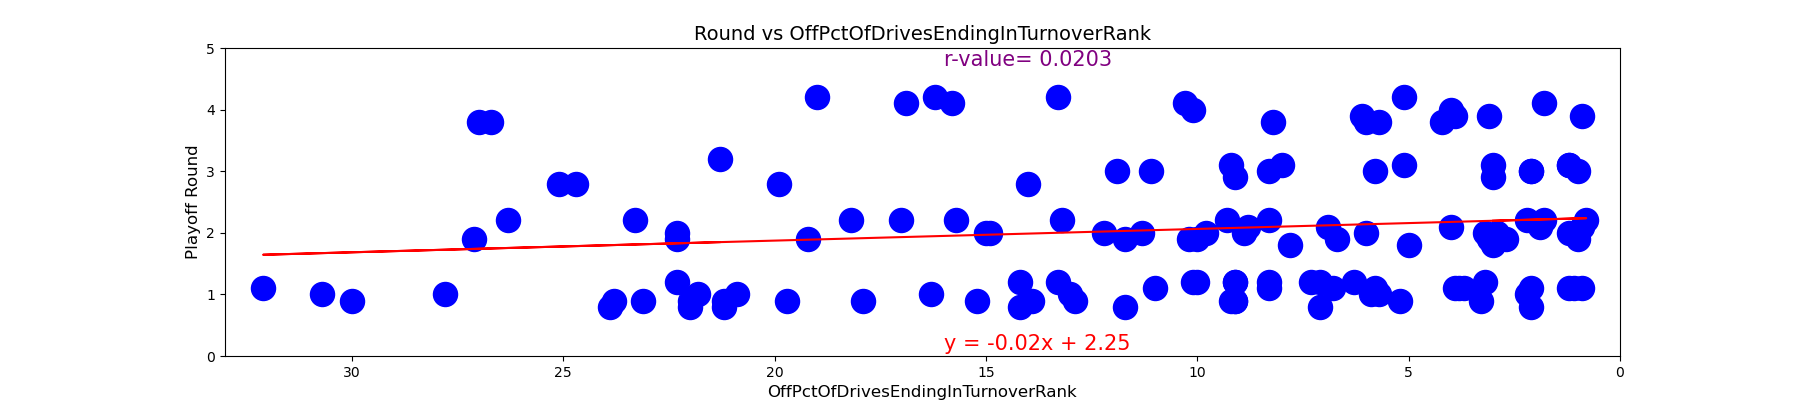 Round vs OffPctOfDrivesEndingInTurnoverRank
r-value= 0.0203
5
4
3
2
1
0
Playoff Round
y = -0.02x + 2.25
30 25 20 15 10 5 0
OffPctOfDrivesEndingInTurnoverRank